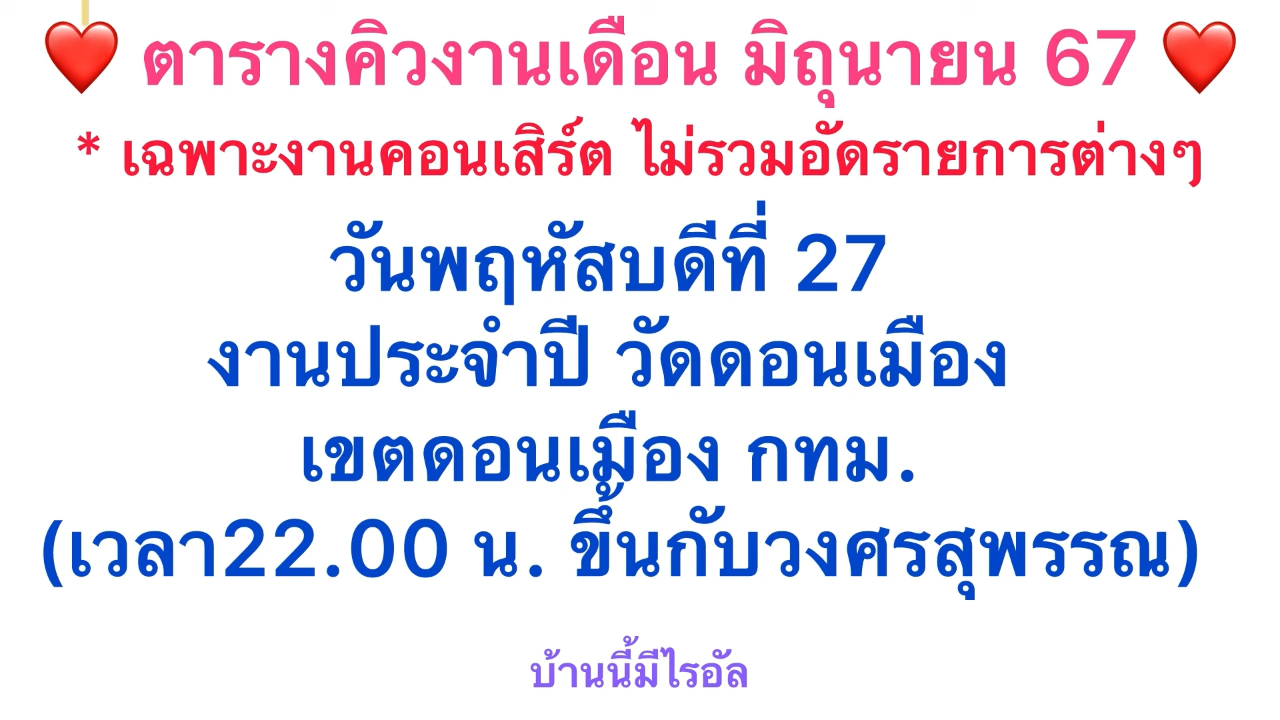 ❤️ ตารางคิวงานเดือน มิถุนายน 67 ❤️
* เฉพาะงานคอนเสิร์ต ไม่รวมอัดรายการต่างๆ
วันพฤหัสบดีที่ 27
งานประจำปี วัดดอนเมือง
เขตดอนเมือง กทม.
(เวลา22.00 น. ขึ้นกับวงศรสุพรรณ)
บ้านนี้มีไรอัล